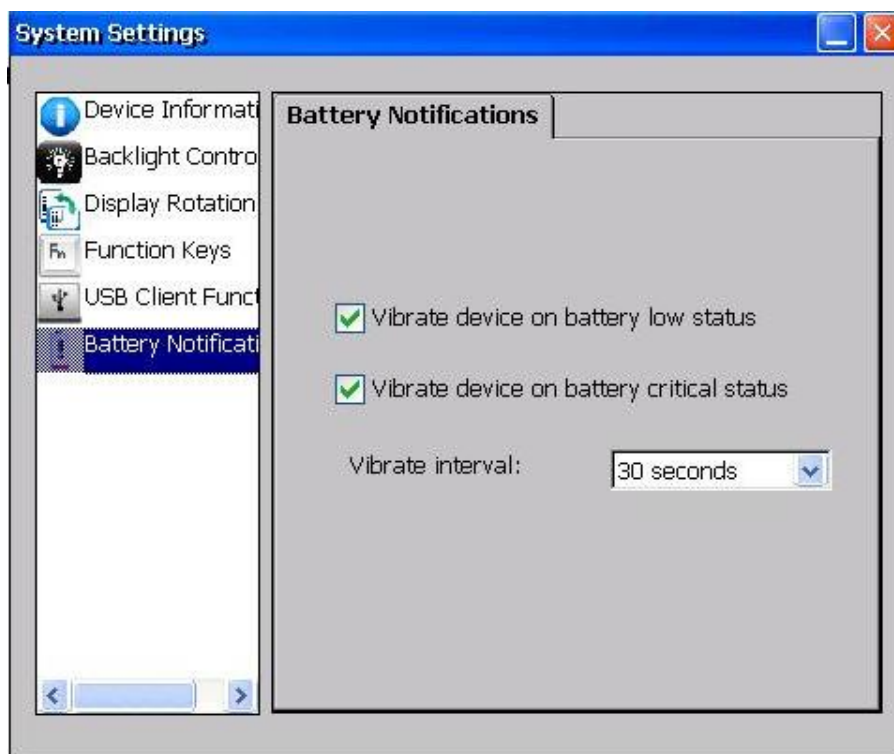 System Settings
Device Informati
Backlight Contro
Display Rotation
Fn Function Keys
USB Client Funct
Battery Notificati
Battery Notifications
Vibrate device on battery low status
Vibrate device on battery critical status
Vibrate interval: 30 seconds